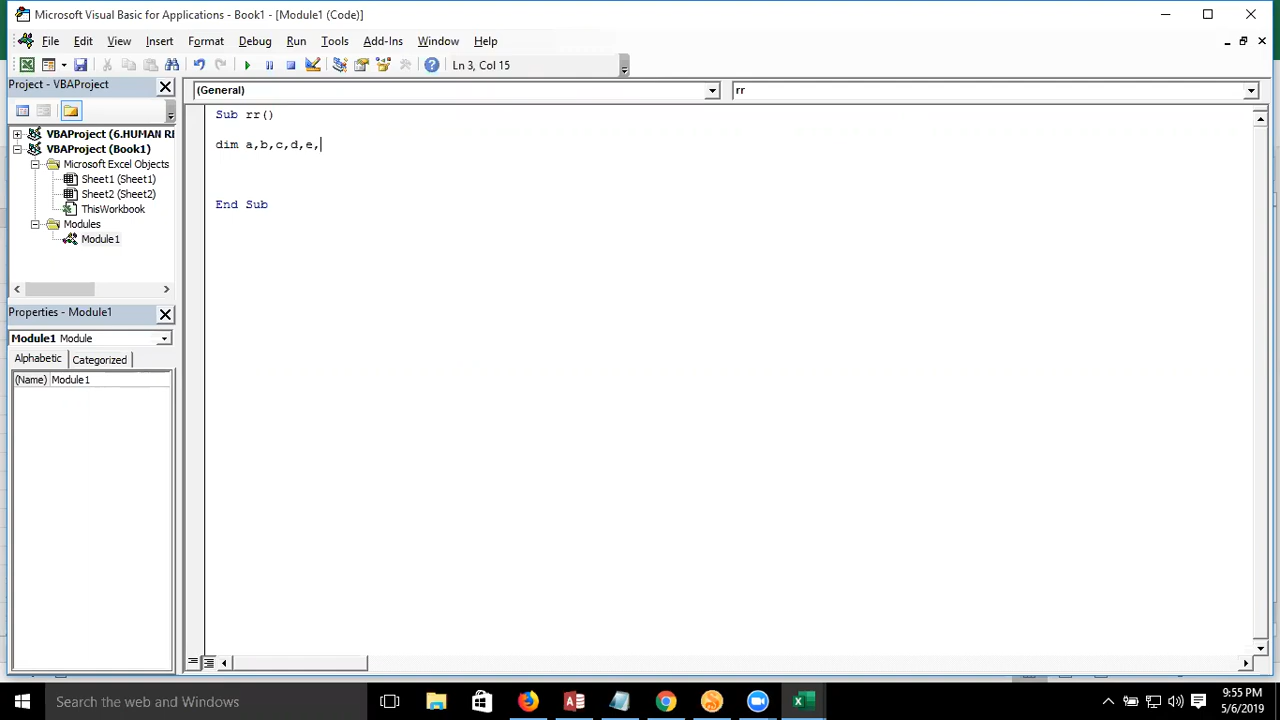 Microsoft Visual Basic for Applications - Book1 - [Module1 (Code)]
File Edit View Insert Format Debug Run Tools Add-Ins Window Help
Ln 3, Col 15
Project - VBAProject
(General)
rr
VBAProject (6.HUMAN RE
VBAProject (Book1)
Microsoft Excel Objects
Sheet1 (Sheet1)
Sheet2 (Sheet2)
ThisWorkbook
Modules
Module1
Sub rr()
dim a,b,c,d,e,
End Sub
Properties - Module1
Module1 Module
Alphabetic Categorized
(Name) Module1
Search the web and Windows
9:55 PM
5/6/2019